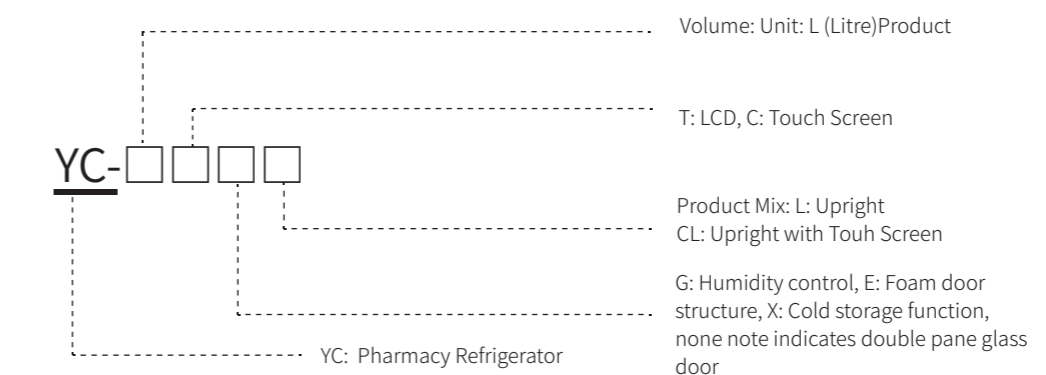 Volume: Unit: L (Litre)Product
T: LCD, C: Touch Screen
YC-□□□□
Product Mix: L: Upright
CL: Upright with Touh Screen
G: Humidity control, E: Foam door
structure, X: Cold storage function,
none note indicates double pane glass
door
YC: Pharmacy Refrigerator